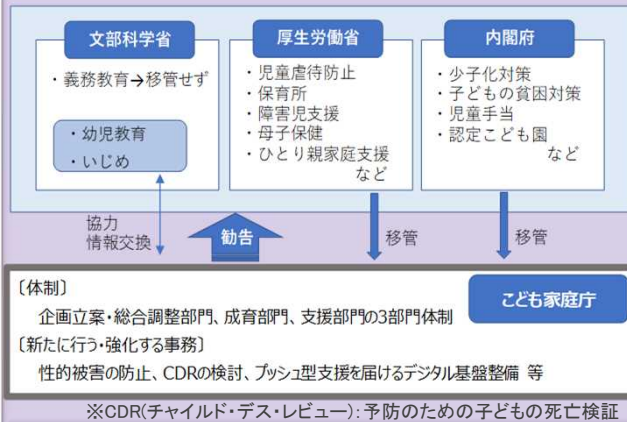 文部科学省
・義務教育→移管せず
・幼児教育
・いじめ
厚生労働省
・児童虐待防止
・保育所
・障害児支援
・母子保健
・ひとり親家庭支援
など
内閣府
・少子化対策
・子どもの貧困対策
・児童手当
・認定こども園
など
協力
情報交換
勧告
移管
移管
こども家庭庁
〔体制〕
企画立案・総合調整部門、成育部門、支援部門の3部門体制
〔新たに行う・強化する事務〕
性的被害の防止、CDRの検討、プッシュ型支援を届けるデジタル基盤整備 等
※CDR(チャイルド・デス・レビュー):予防のための子どもの死亡検証